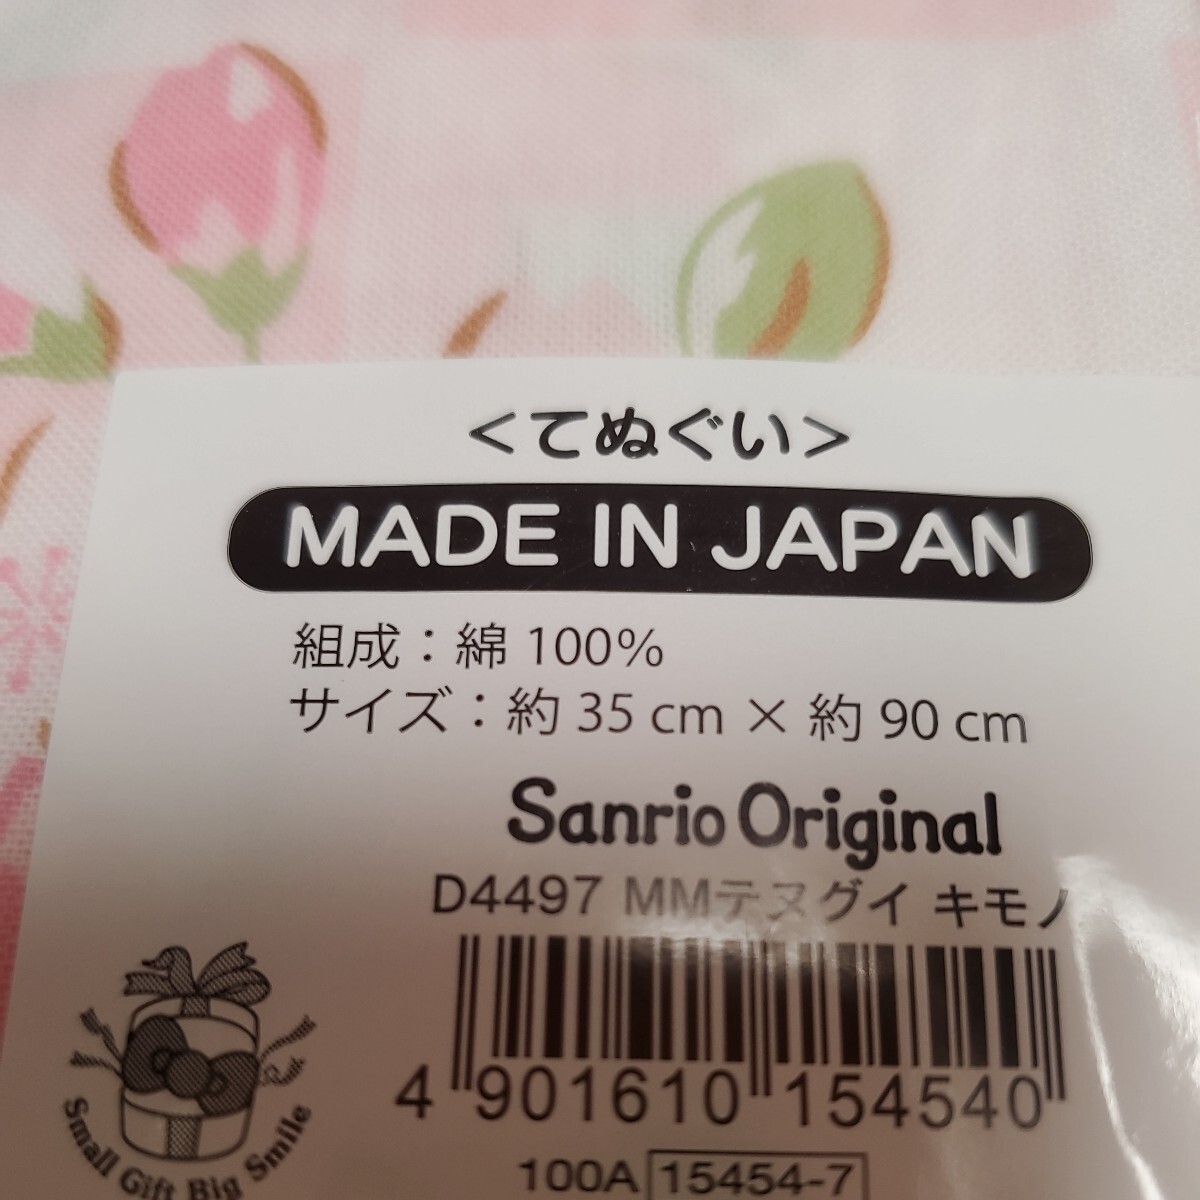 ＜てぬぐい＞
MADE IN JAPAN
組成：綿 100%
サイズ：約 35 cm × 約 90 cm
Sanrio Original
D4497 MMテヌグイ キモノ
4 901610 154540
100A 15454-7
Small Gift Big Smile